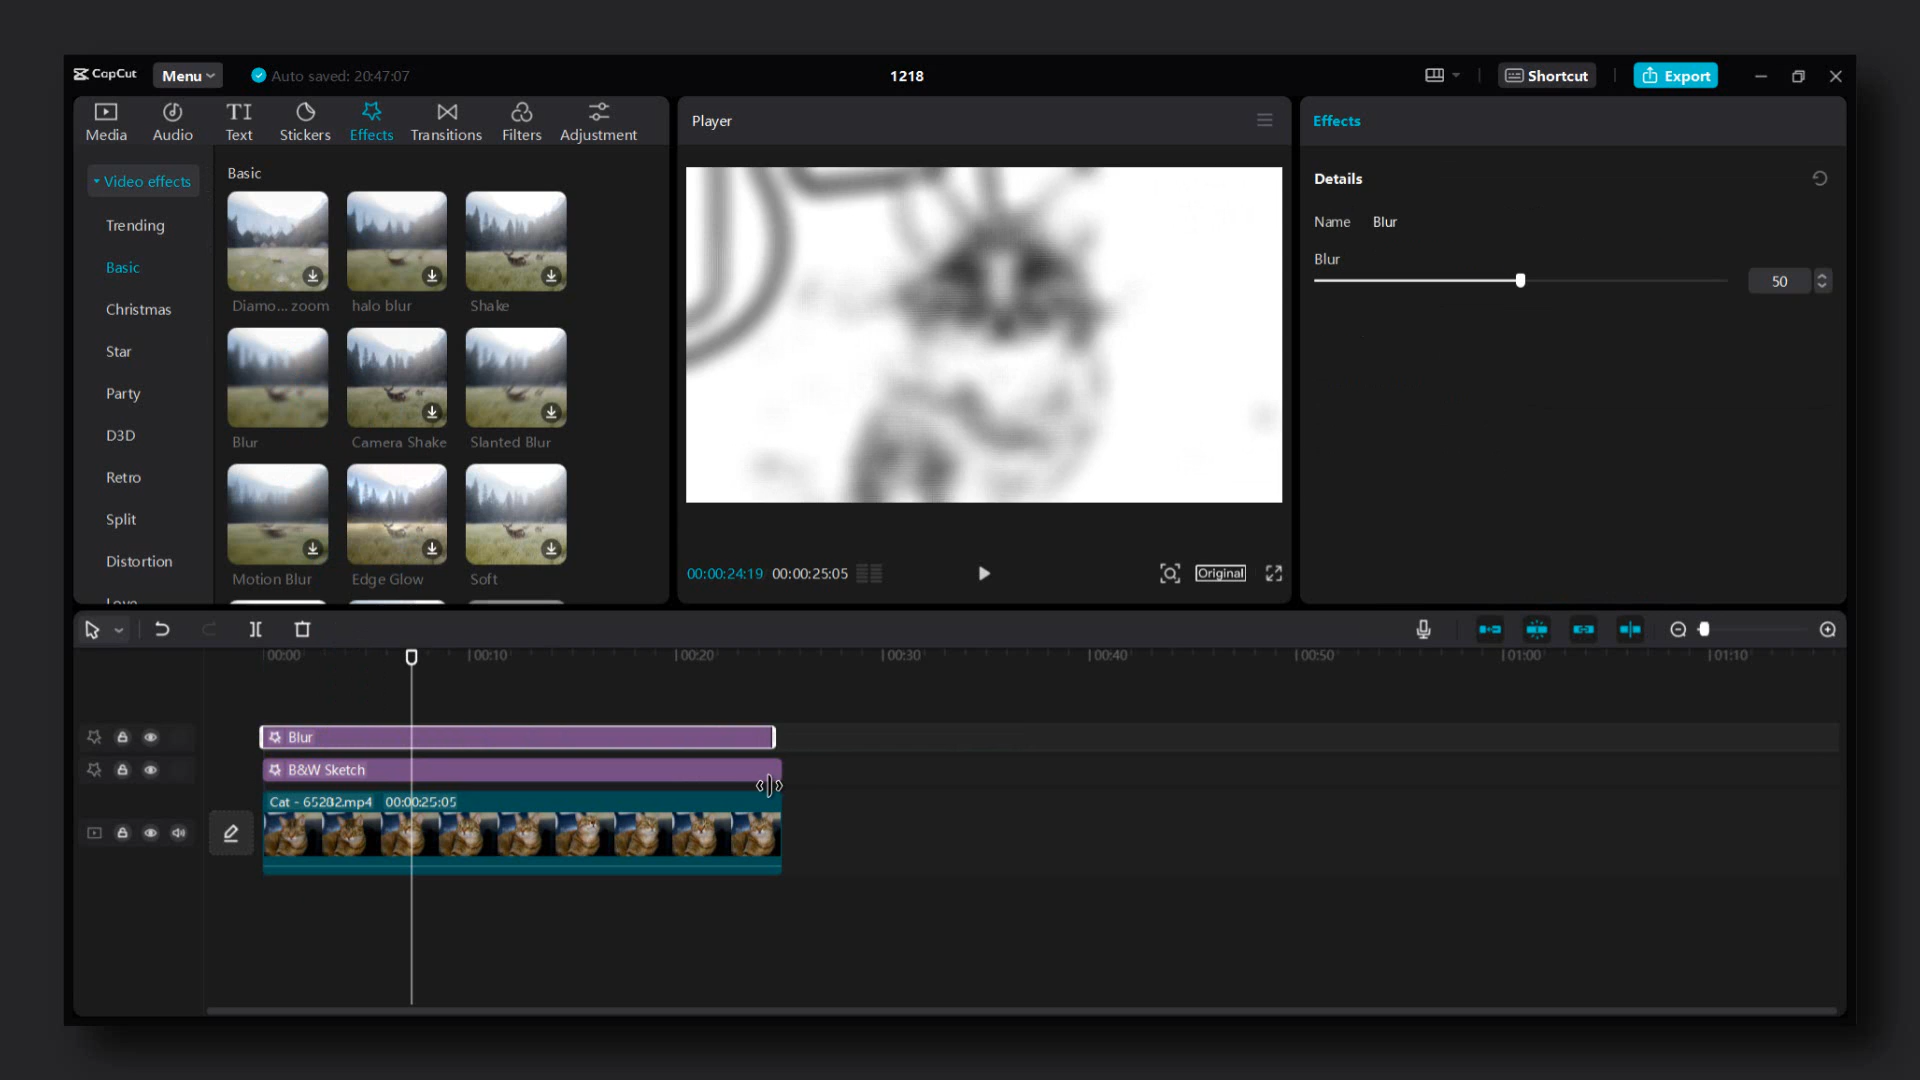 CapCut Menu Auto saved: 20:47:07 1218 Shortcut Export
Media Audio Text Stickers Effects Transitions Filters Adjustment
Video effects
Trending
Basic
Christmas
Star
Party
D3D
Retro
Split
Distortion
Love
Basic
Diamo... zoom halo blur Shake
Blur Camera Shake Slanted Blur
Motion Blur Edge Glow Soft
Player
00:00:24:19 00:00:25:05 Original
Effects
Details
Name Blur
Blur
50
00:00 00:10 00:20 00:30 00:40 00:50 01:00 01:10
Blur
B&W Sketch
Cat - 65282.mp4 00:00:25:05